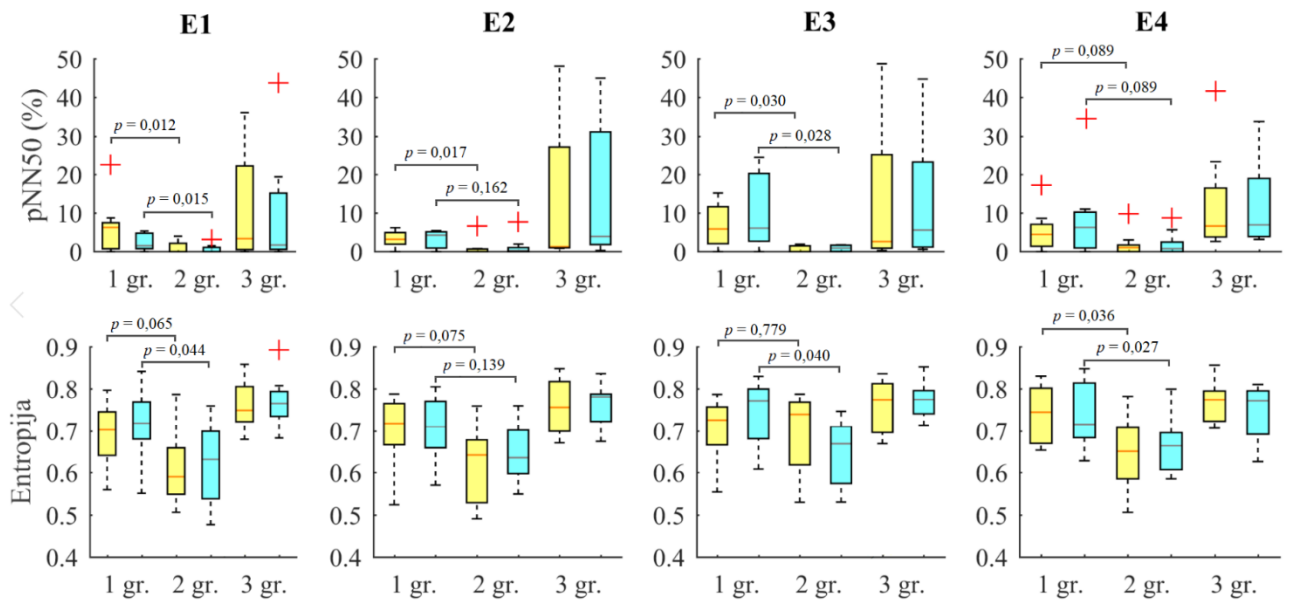 E1 E2 E3 E4
pNN50 (%)
50 40 30 20 10 0
p = 0,012
p = 0,015
1 gr. 2 gr. 3 gr.
50 40 30 20 10 0
p = 0,017
p = 0,162
1 gr. 2 gr. 3 gr.
50 40 30 20 10 0
p = 0,030
p = 0,028
1 gr. 2 gr. 3 gr.
50 40 30 20 10 0
p = 0,089
p = 0,089
1 gr. 2 gr. 3 gr.
Entropija
0.9 0.8 0.7 0.6 0.5 0.4
p = 0,065
p = 0,044
1 gr. 2 gr. 3 gr.
0.9 0.8 0.7 0.6 0.5 0.4
p = 0,075
p = 0,139
1 gr. 2 gr. 3 gr.
0.9 0.8 0.7 0.6 0.5 0.4
p = 0,779
p = 0,040
1 gr. 2 gr. 3 gr.
0.9 0.8 0.7 0.6 0.5 0.4
p = 0,036
p = 0,027
1 gr. 2 gr. 3 gr.